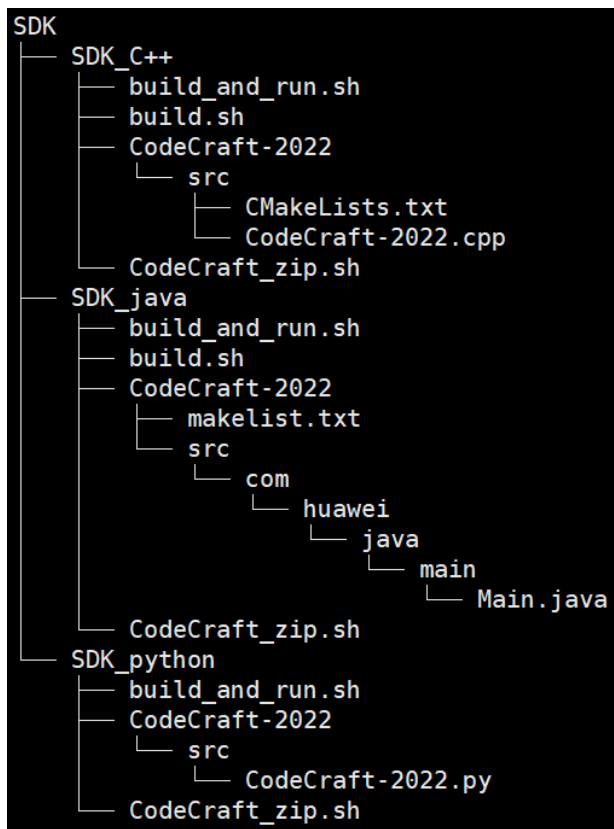 SDK
SDK_C++
build_and_run.sh
build.sh
CodeCraft-2022
src
CMakeLists.txt
CodeCraft-2022.cpp
CodeCraft_zip.sh
SDK_java
build_and_run.sh
build.sh
CodeCraft-2022
makelist.txt
src
com
huawei
java
main
Main.java
CodeCraft_zip.sh
SDK_python
build_and_run.sh
CodeCraft-2022
src
CodeCraft-2022.py
CodeCraft_zip.sh